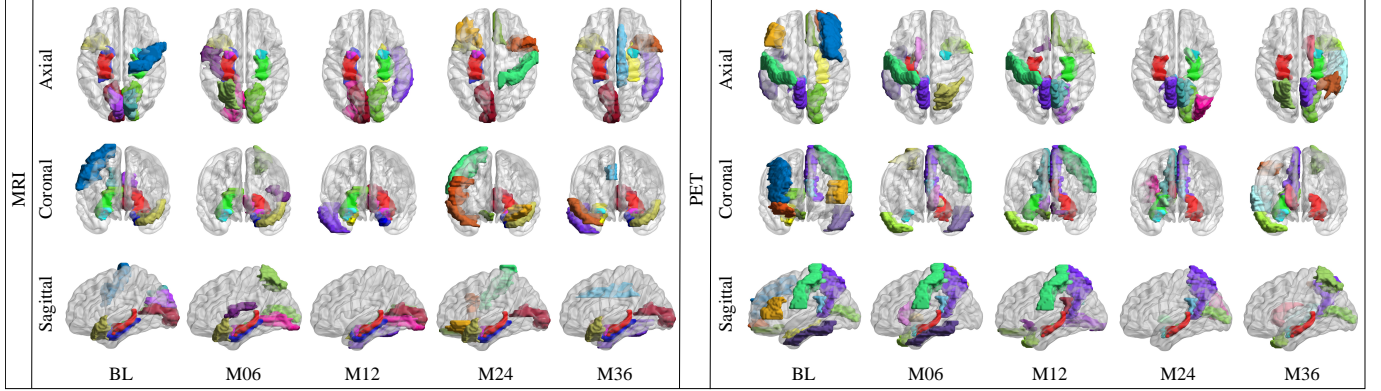 MRI
Axial
Coronal
Sagittal
BL M06 M12 M24 M36
PET
Axial
Coronal
Sagittal
BL M06 M12 M24 M36